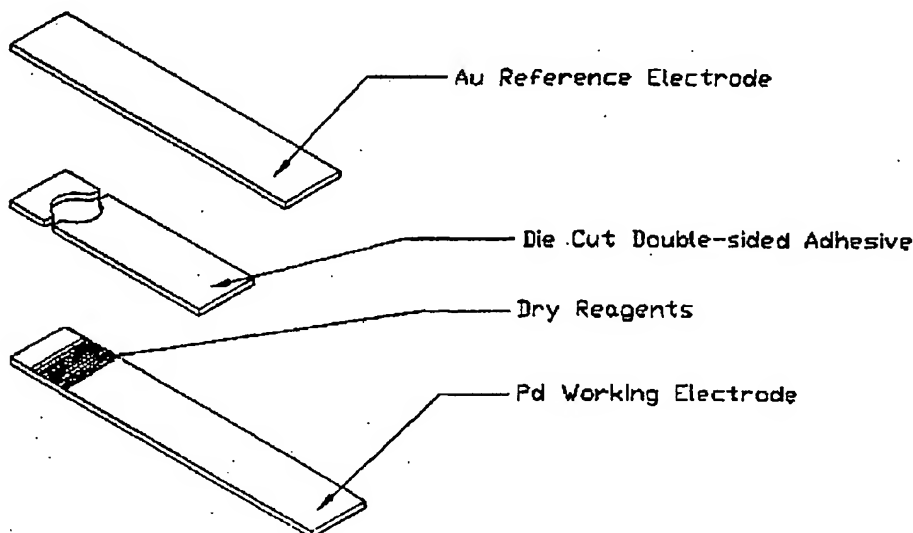 Au Reference Electrode
Die Cut Double-sided Adhesive
Dry Reagents
Pd Working Electrode